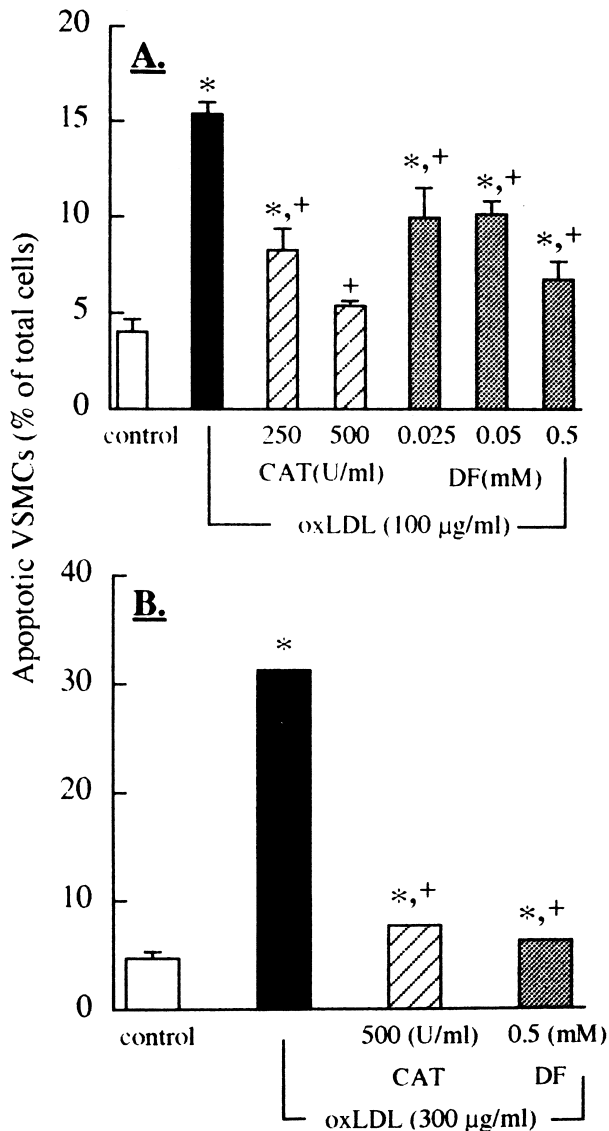 Apoptotic VSMCs (% of total cells)
A.
20
15
10
5
0
*
*,+
+
*,+
*,+
*,+
control
250
500
0.025
0.05
0.5
CAT(U/ml)
DF(mM)
oxLDL (100 µg/ml)
B.
40
30
20
10
0
*
*,+
*,+
control
500 (U/ml)
0.5 (mM)
CAT
DF
oxLDL (300 µg/ml)